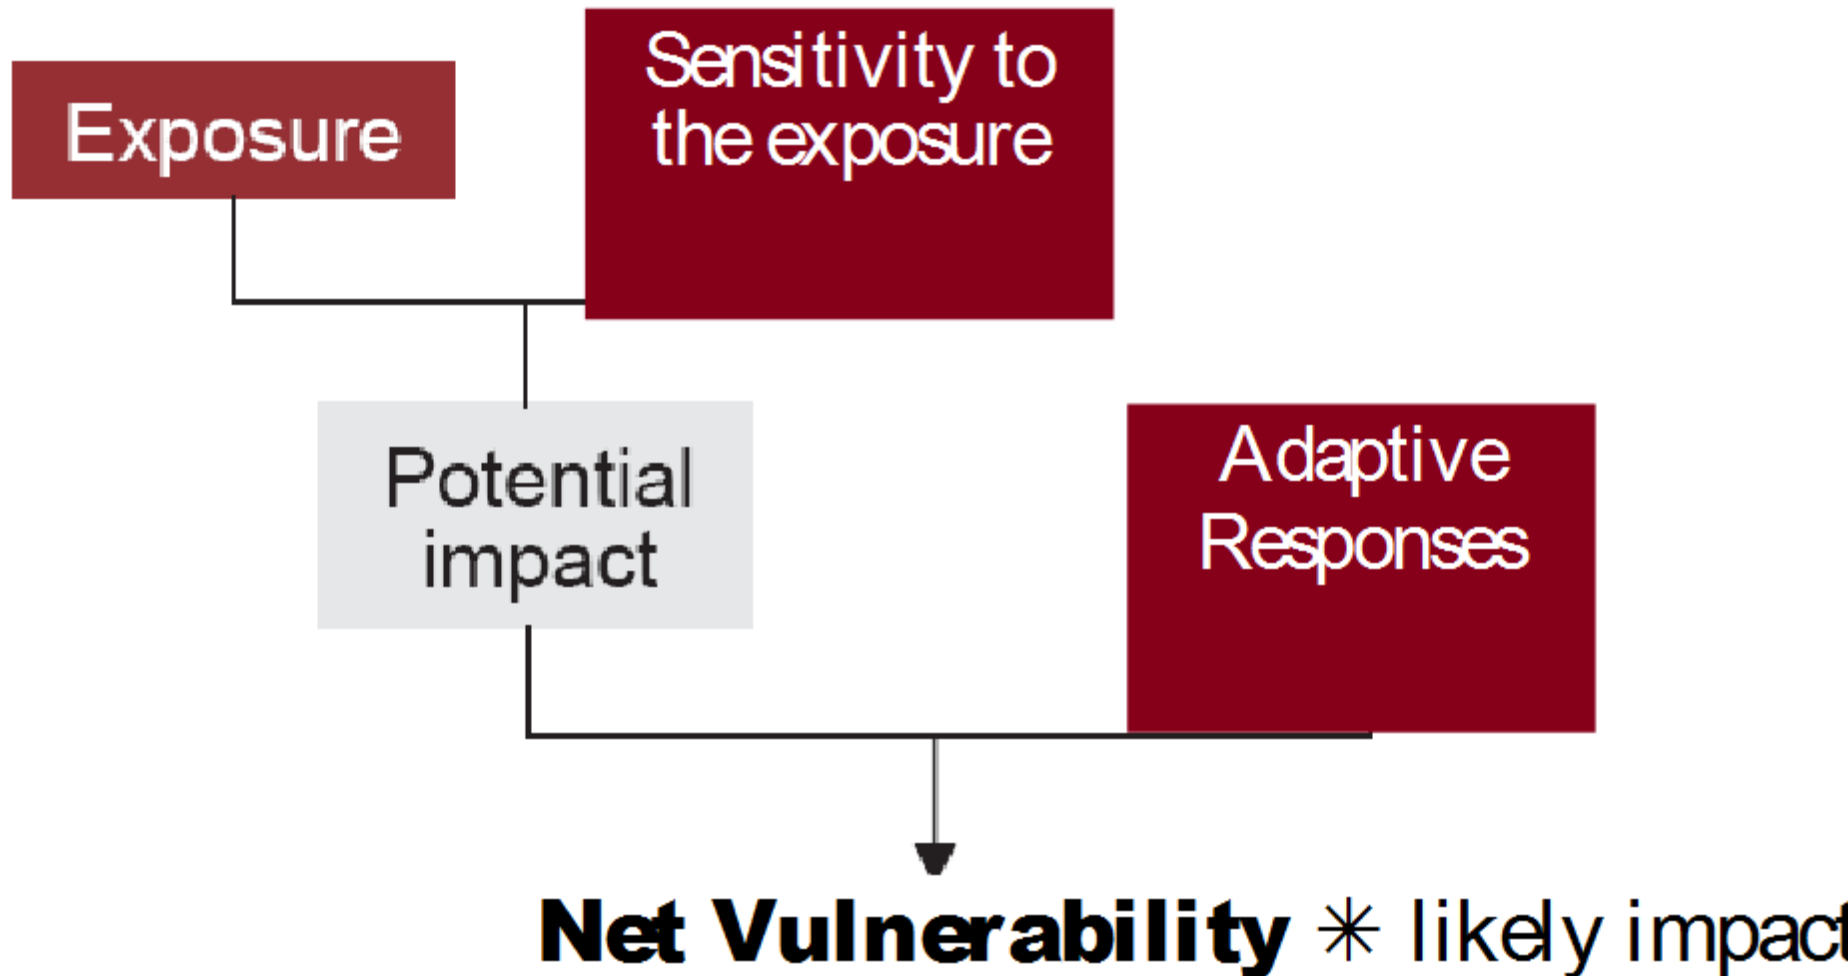 Exposure
Sensitivity to
the exposure
Potential
impact
Adaptive
Responses
Net Vulnerability ✳ likely impact